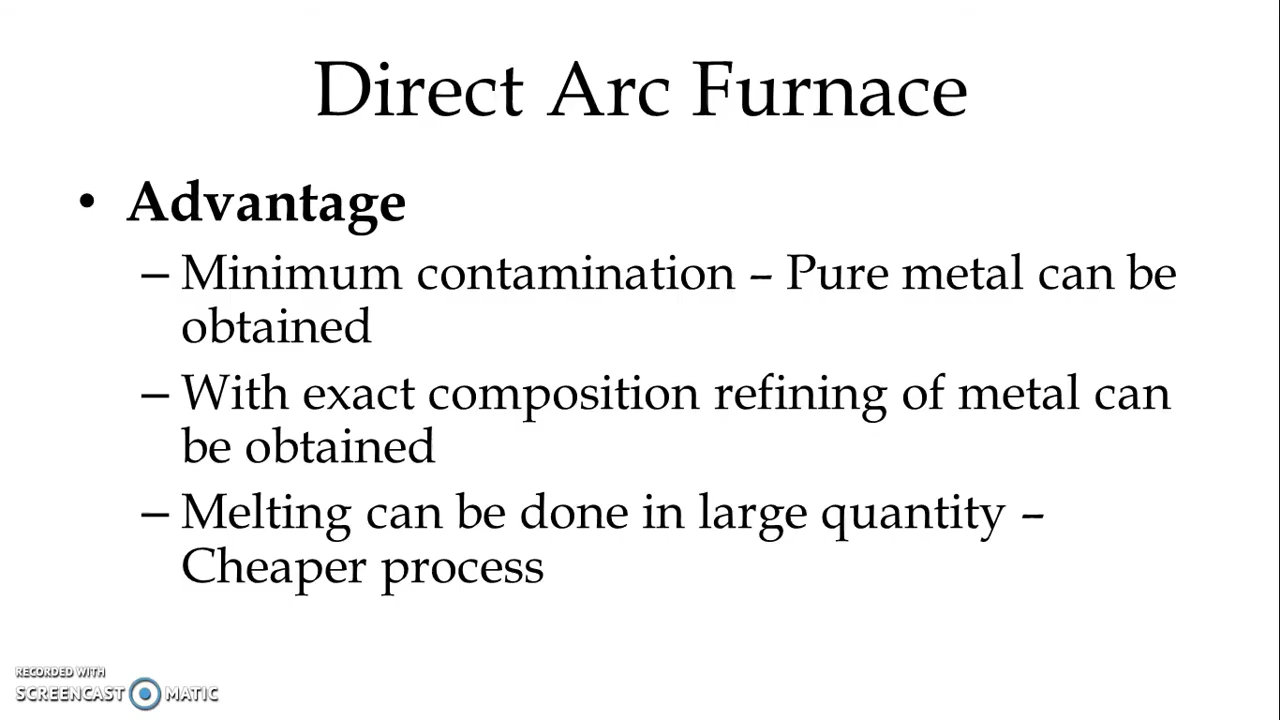 Direct Arc Furnace
• Advantage
– Minimum contamination – Pure metal can be
obtained
– With exact composition refining of metal can
be obtained
– Melting can be done in large quantity –
Cheaper process
RECORDED WITH
SCREENCAST MATIC